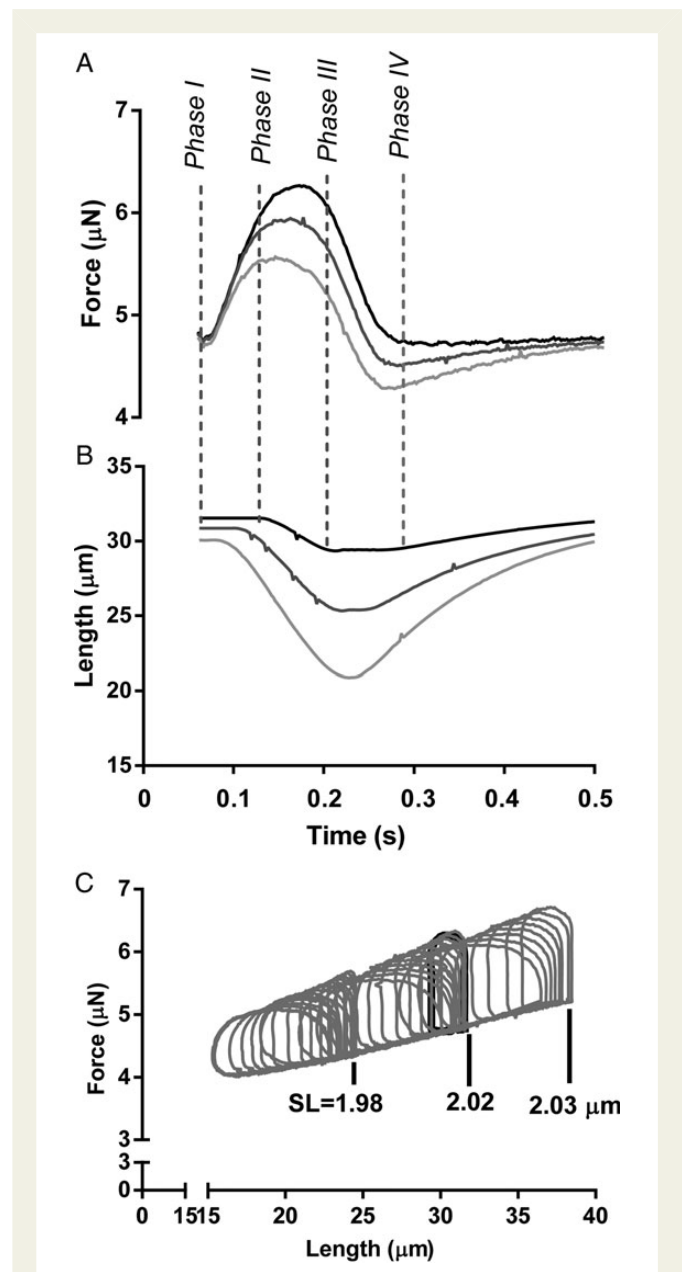 A
Phase I
Phase II
Phase III
Phase IV
7
6
5
4
Force (μN)
B
35
30
25
20
15
Length (μm)
0 0.1 0.2 0.3 0.4 0.5
Time (s)
C
7
6
5
4
3
3
0
Force (μN)
SL=1.98 2.02 2.03 μm
0 15 15 20 25 30 35 40
Length (μm)